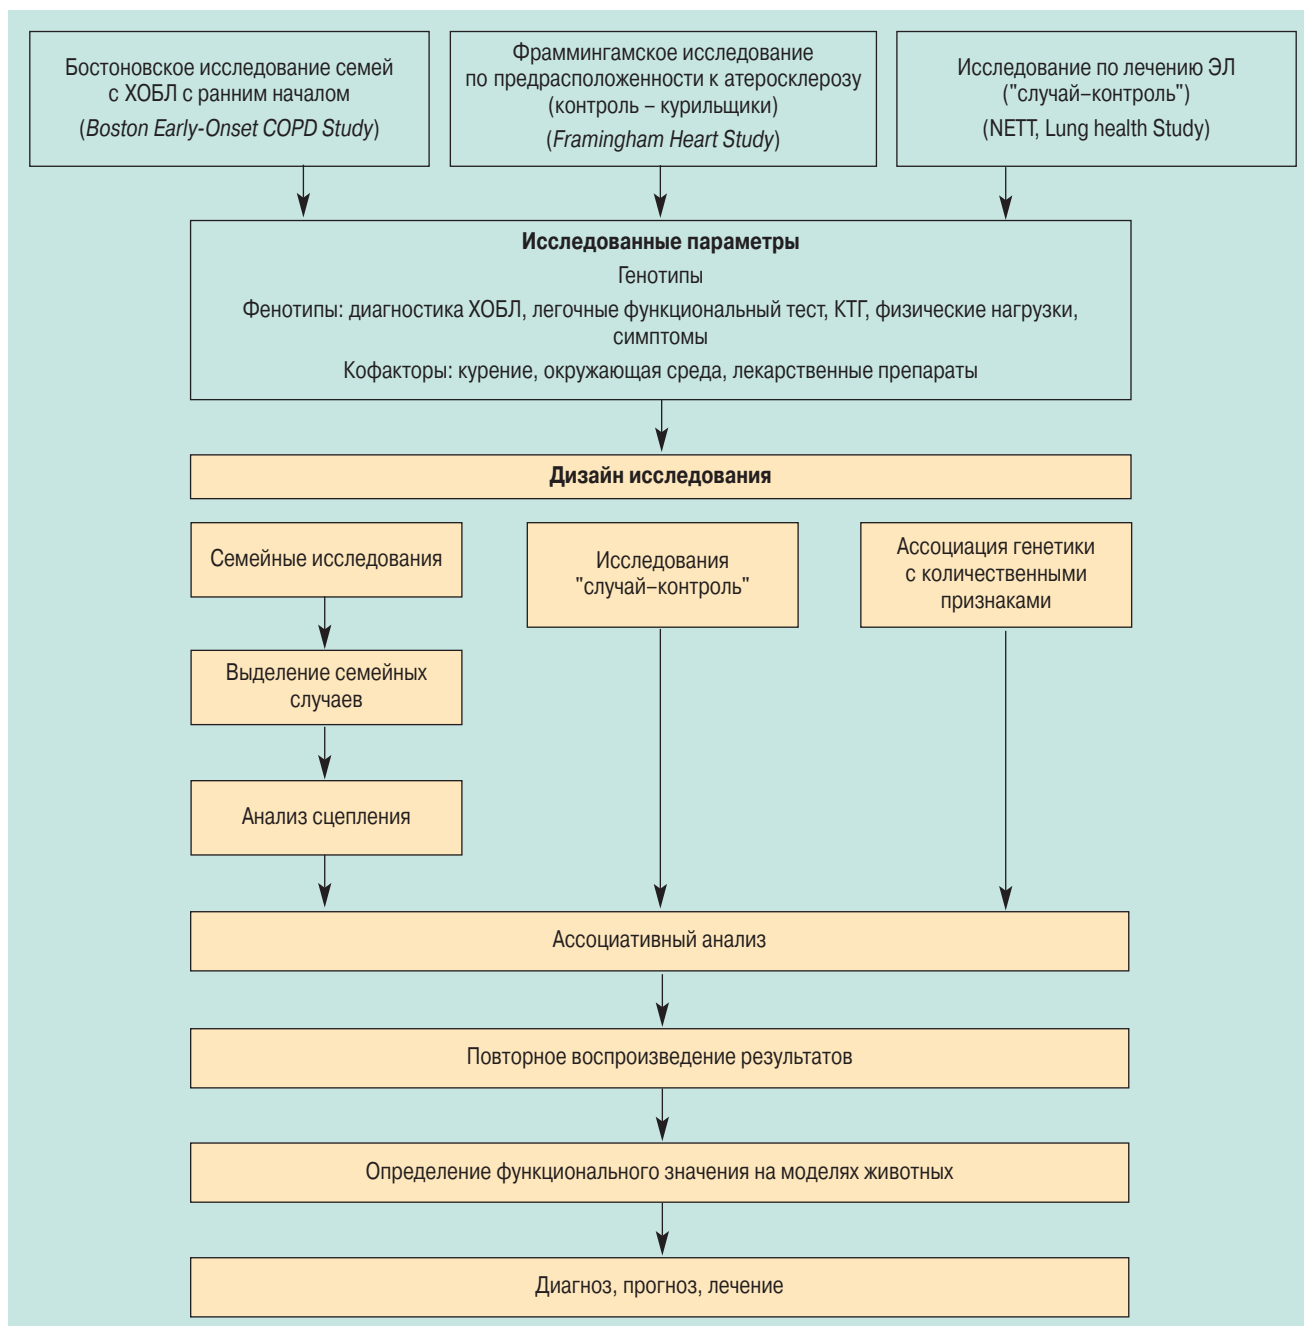 Бостоновское исследование семей
с ХОБЛ с ранним началом
(Boston Early-Onset COPD Study)
Фраммингамское исследование
по предрасположенности к атеросклерозу
(контроль – курильщики)
(Framingham Heart Study)
Исследование по лечению ЭЛ
("случай–контроль")
(NETT, Lung health Study)
Исследованные параметры
Генотипы
Фенотипы: диагностика ХОБЛ, легочные функциональный тест, КТГ, физические нагрузки,
симптомы
Кофакторы: курение, окружающая среда, лекарственные препараты
Дизайн исследования
Семейные исследования
Исследования
"случай–контроль"
Ассоциация генетики
с количественными
признаками
Выделение семейных
случаев
Анализ сцепления
Ассоциативный анализ
Повторное воспроизведение результатов
Определение функционального значения на моделях животных
Диагноз, прогноз, лечение